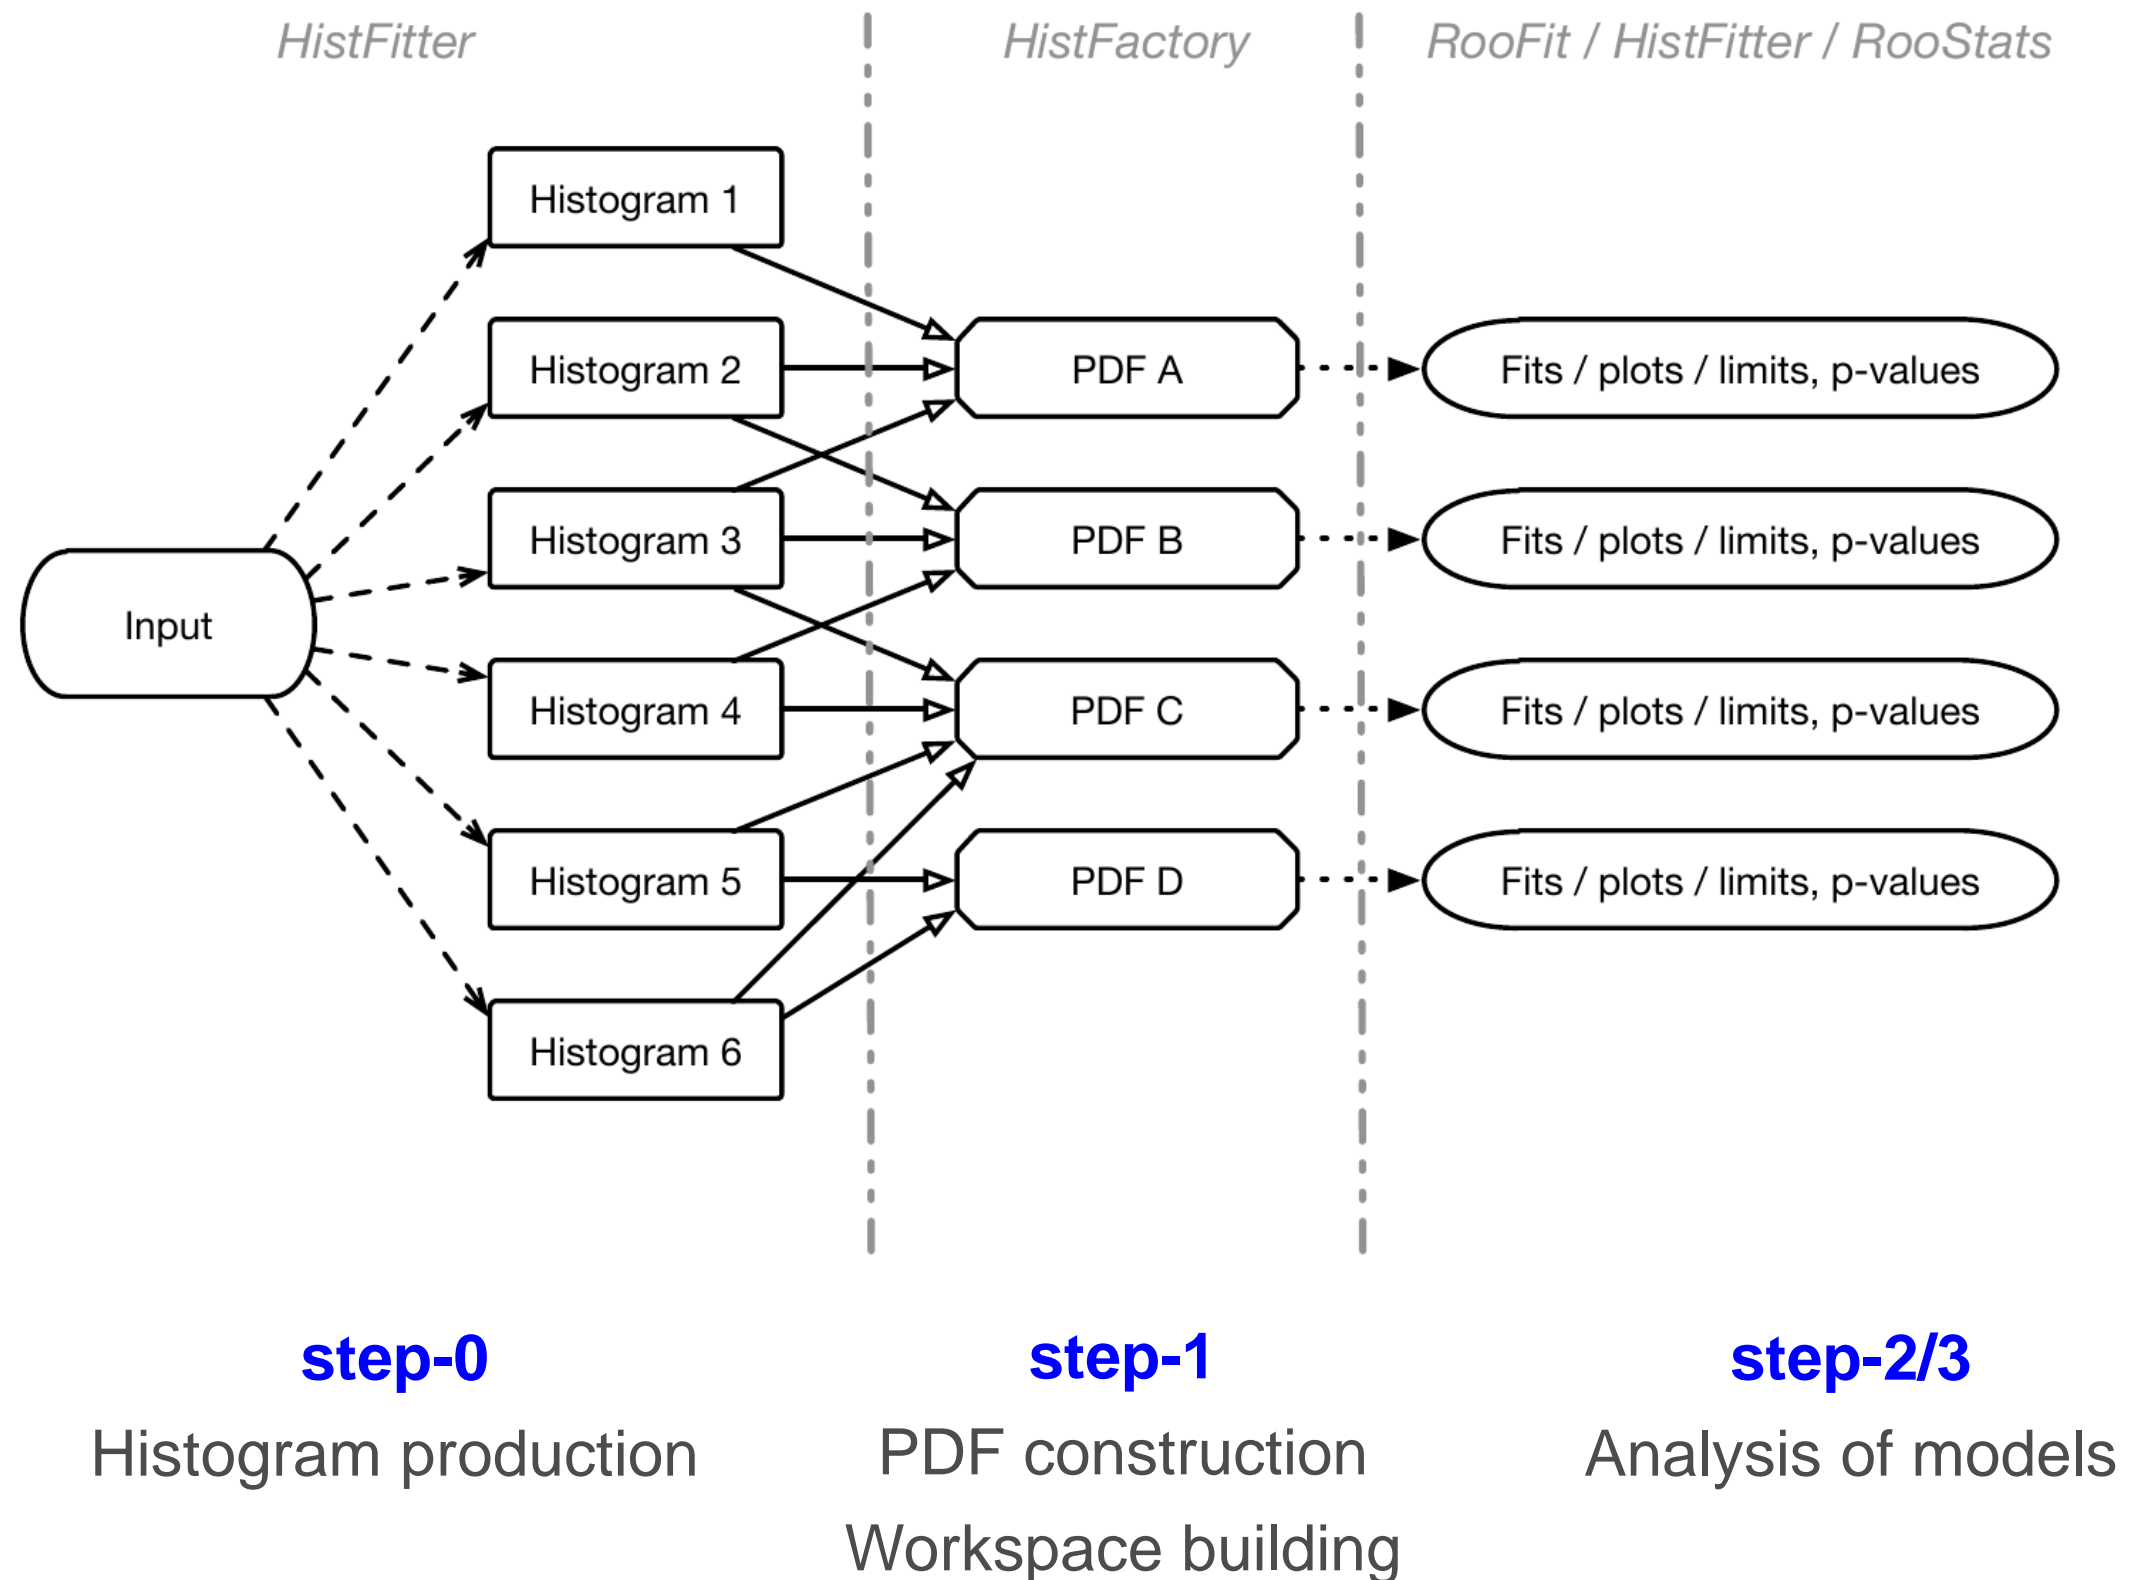 HistFitter
HistFactory
RooFit / HistFitter / RooStats
Histogram 1
Histogram 2
PDF A
Fits / plots / limits, p-values
Histogram 3
PDF B
Fits / plots / limits, p-values
Input
Histogram 4
PDF C
Fits / plots / limits, p-values
Histogram 5
PDF D
Fits / plots / limits, p-values
Histogram 6
step-0
step-1
step-2/3
Histogram production
PDF construction
Analysis of models
Workspace building